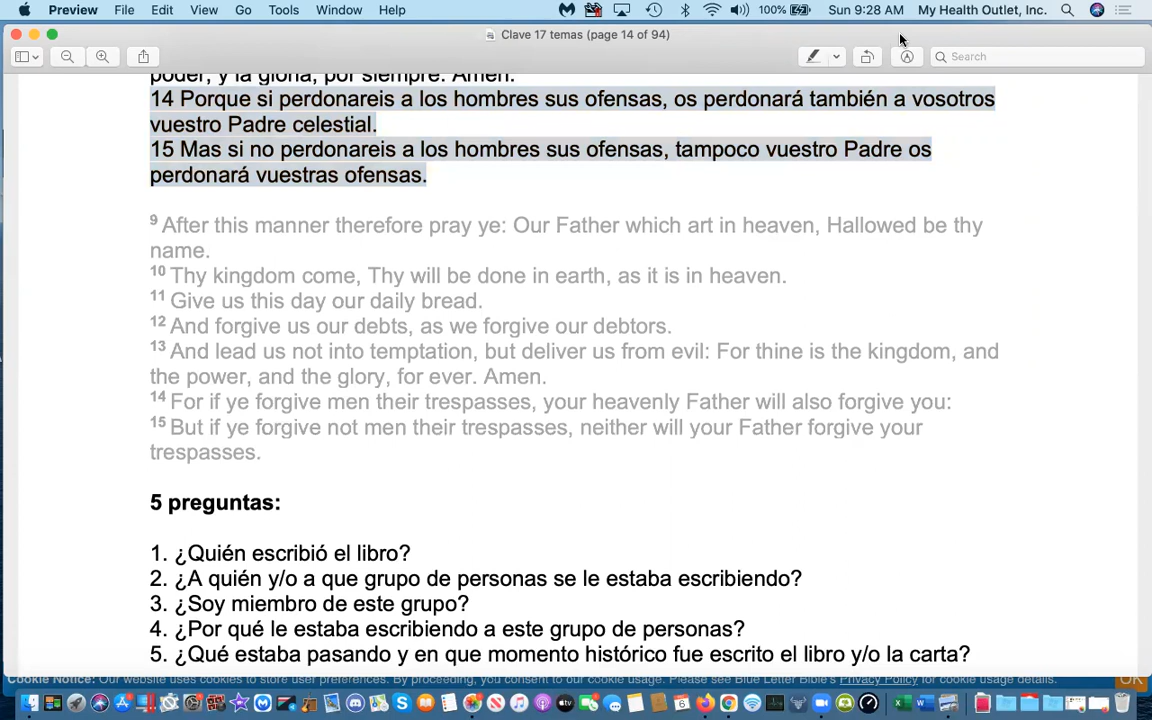 Preview File Edit View Go Tools Window Help 100% Sun 9:28 AM My Health Outlet, Inc.
Clave 17 temas (page 14 of 94)
Search
poder, y la gloria, por siempre. Amén.
14 Porque si perdonareis a los hombres sus ofensas, os perdonará también a vosotros
vuestro Padre celestial.
15 Mas si no perdonareis a los hombres sus ofensas, tampoco vuestro Padre os
perdonará vuestras ofensas.
9 After this manner therefore pray ye: Our Father which art in heaven, Hallowed be thy
name.
10 Thy kingdom come, Thy will be done in earth, as it is in heaven.
11 Give us this day our daily bread.
12 And forgive us our debts, as we forgive our debtors.
13 And lead us not into temptation, but deliver us from evil: For thine is the kingdom, and
the power, and the glory, for ever. Amen.
14 For if ye forgive men their trespasses, your heavenly Father will also forgive you:
15 But if ye forgive not men their trespasses, neither will your Father forgive your
trespasses.
5 preguntas:
1. ¿Quién escribió el libro?
2. ¿A quién y/o a que grupo de personas se le estaba escribiendo?
3. ¿Soy miembro de este grupo?
4. ¿Por qué le estaba escribiendo a este grupo de personas?
5. ¿Qué estaba pasando y en que momento histórico fue escrito el libro y/o la carta?
Cookie Notice: Our website uses cookies to store user preferences. By proceeding, you consent to our cookie usage. Please see Blue Letter Bible's Privacy Policy for cookie usage details. OK